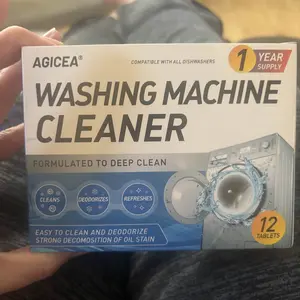 AGICEA®
COMPATIBLE WITH ALL DISHWASHERS
1 YEAR
SUPPLY
WASHING MACHINE
CLEANER
FORMULATED TO DEEP CLEAN
CLEANS
DEODORIZES
REFRESHES
EASY TO CLEAN AND DEODORIZE
STRONG DECOMOSITION OF OIL STAIN
12
TABLETS